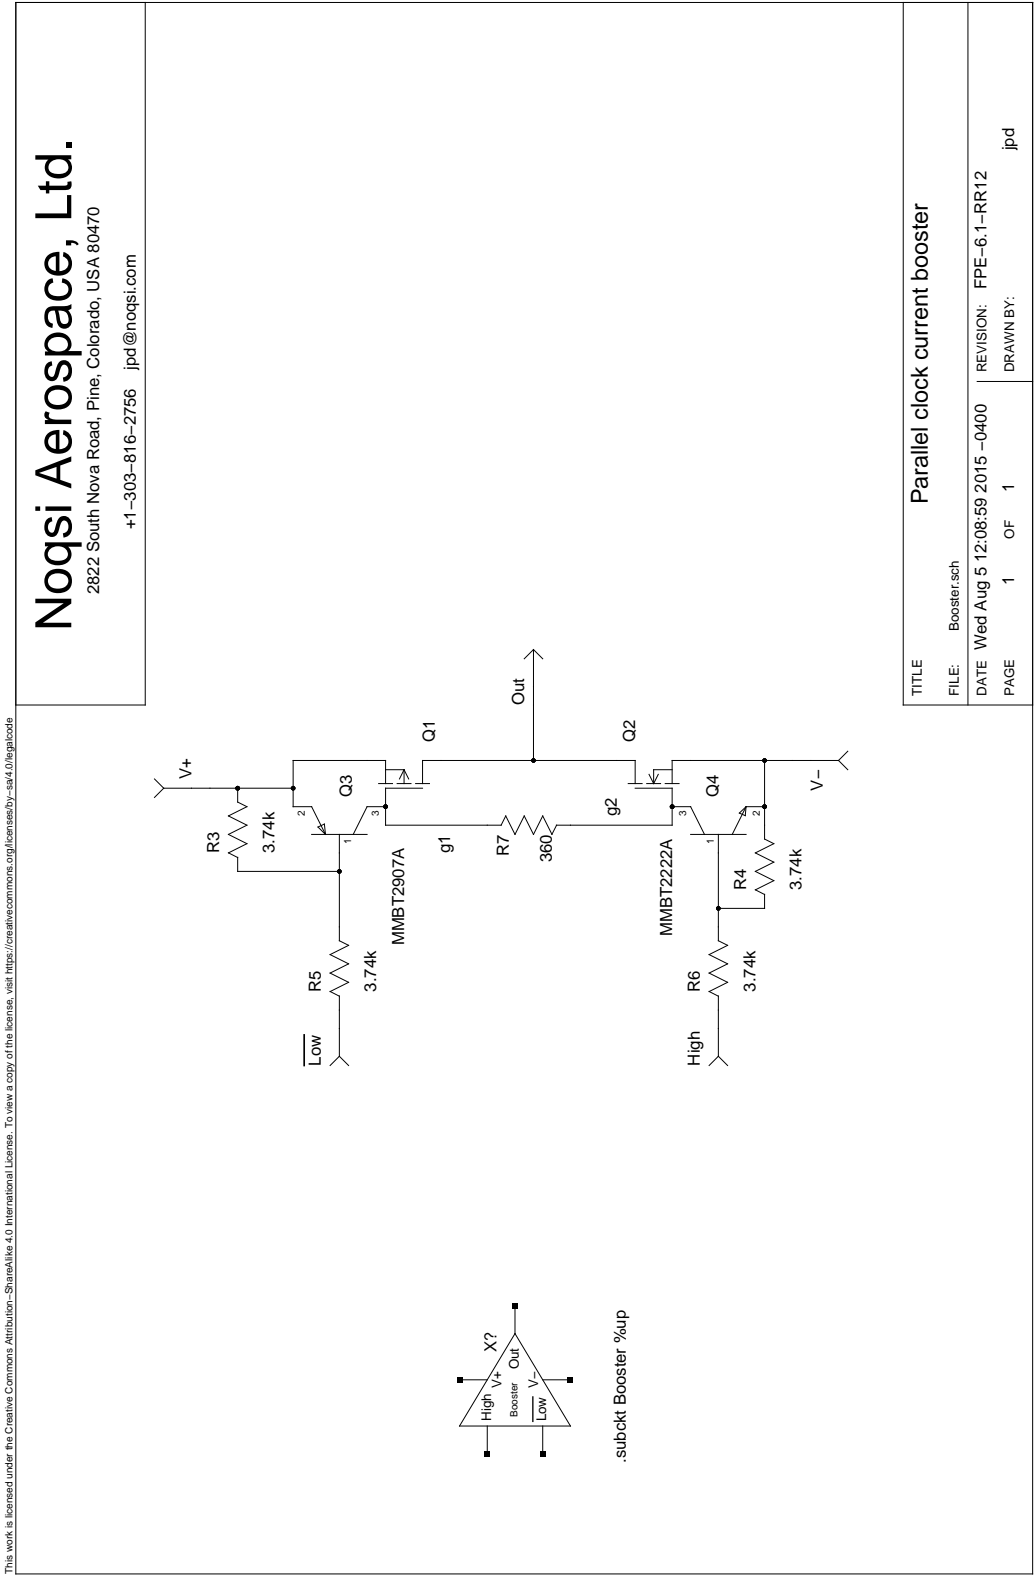 This work is licensed under the Creative Commons Attribution–ShareAlike 4.0 International License. To view a copy of the license, visit https://creativecommons.org/licenses/by–sa/4.0/legalcode
Noqsi Aerospace, Ltd.
2822 South Nova Road, Pine, Colorado, USA 80470
+1–303–816–2756 jpd@noqsi.com
V+
R3
3.74k
2
Q3
1
3
Q1
MMBT2907A
R5
3.74k
Low
g1
R7
360
Out
g2
Q2
MMBT2222A
3
Q4
1
2
R4
3.74k
V–
High
R6
3.74k
X?
High
V+
Booster
Out
Low
V–
.subckt Booster %up
TITLE
Parallel clock current booster
FILE: Booster.sch
DATE Wed Aug 5 12:08:59 2015 –0400
REVISION: FPE–6.1–RR12
PAGE 1 OF 1
DRAWN BY: jpd